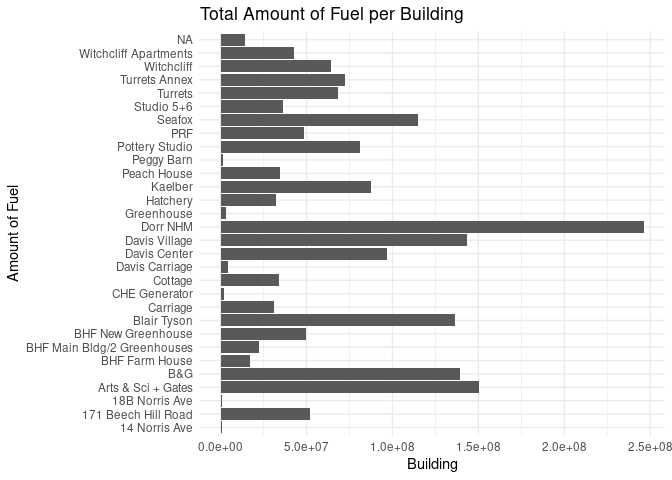 Total Amount of Fuel per Building
NA
Witchcliff Apartments
Witchcliff
Turrets Annex
Turrets
Studio 5+6
Seafox
PRF
Pottery Studio
Peggy Barn
Peach House
Kaelber
Hatchery
Greenhouse
Dorr NHM
Davis Village
Davis Center
Davis Carriage
Cottage
CHE Generator
Carriage
Blair Tyson
BHF New Greenhouse
BHF Main Bldg/2 Greenhouses
BHF Farm House
B&G
Arts & Sci + Gates
18B Norris Ave
171 Beech Hill Road
14 Norris Ave
Amount of Fuel
0.0e+00 5.0e+07 1.0e+08 1.5e+08 2.0e+08 2.5e+08
Building